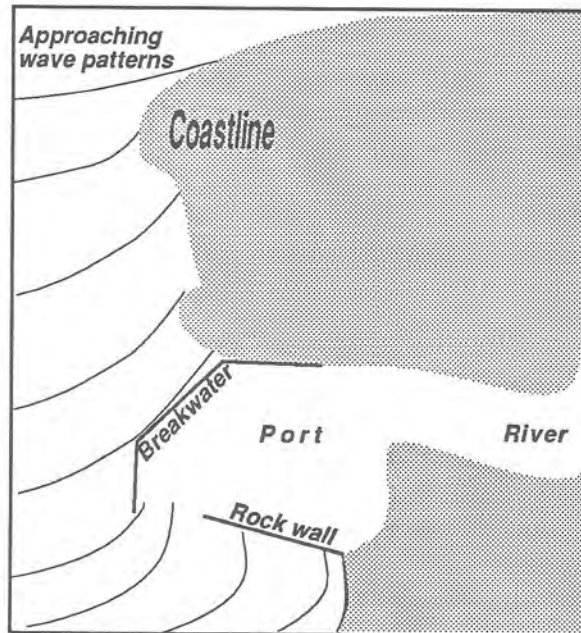 Approaching
wave patterns
Coastline
Breakwater
Port
River
Rock wall